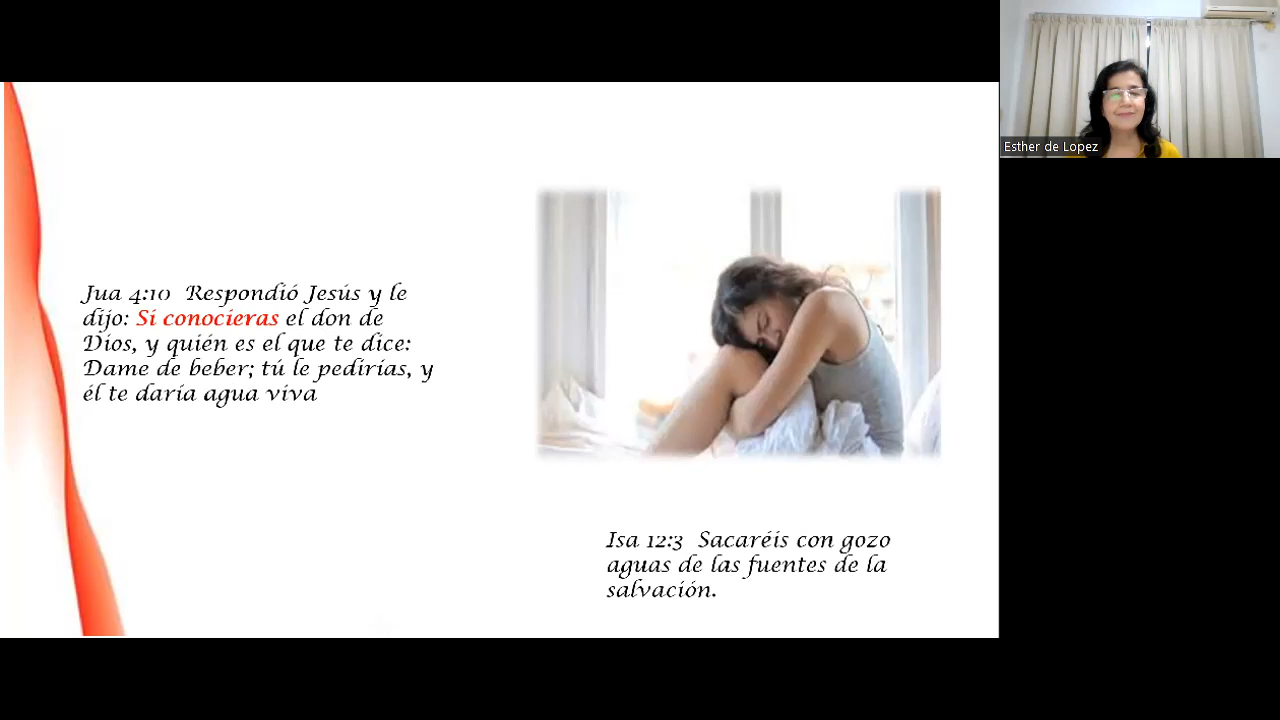 Jua 4:10 Respondió Jesús y le
dijo: Si conocieras el don de
Dios, y quién es el que te dice:
Dame de beber; tú le pedirías, y
él te daría agua viva
Isa 12:3 Sacaréis con gozo
aguas de las fuentes de la
salvación.
Esther de Lopez